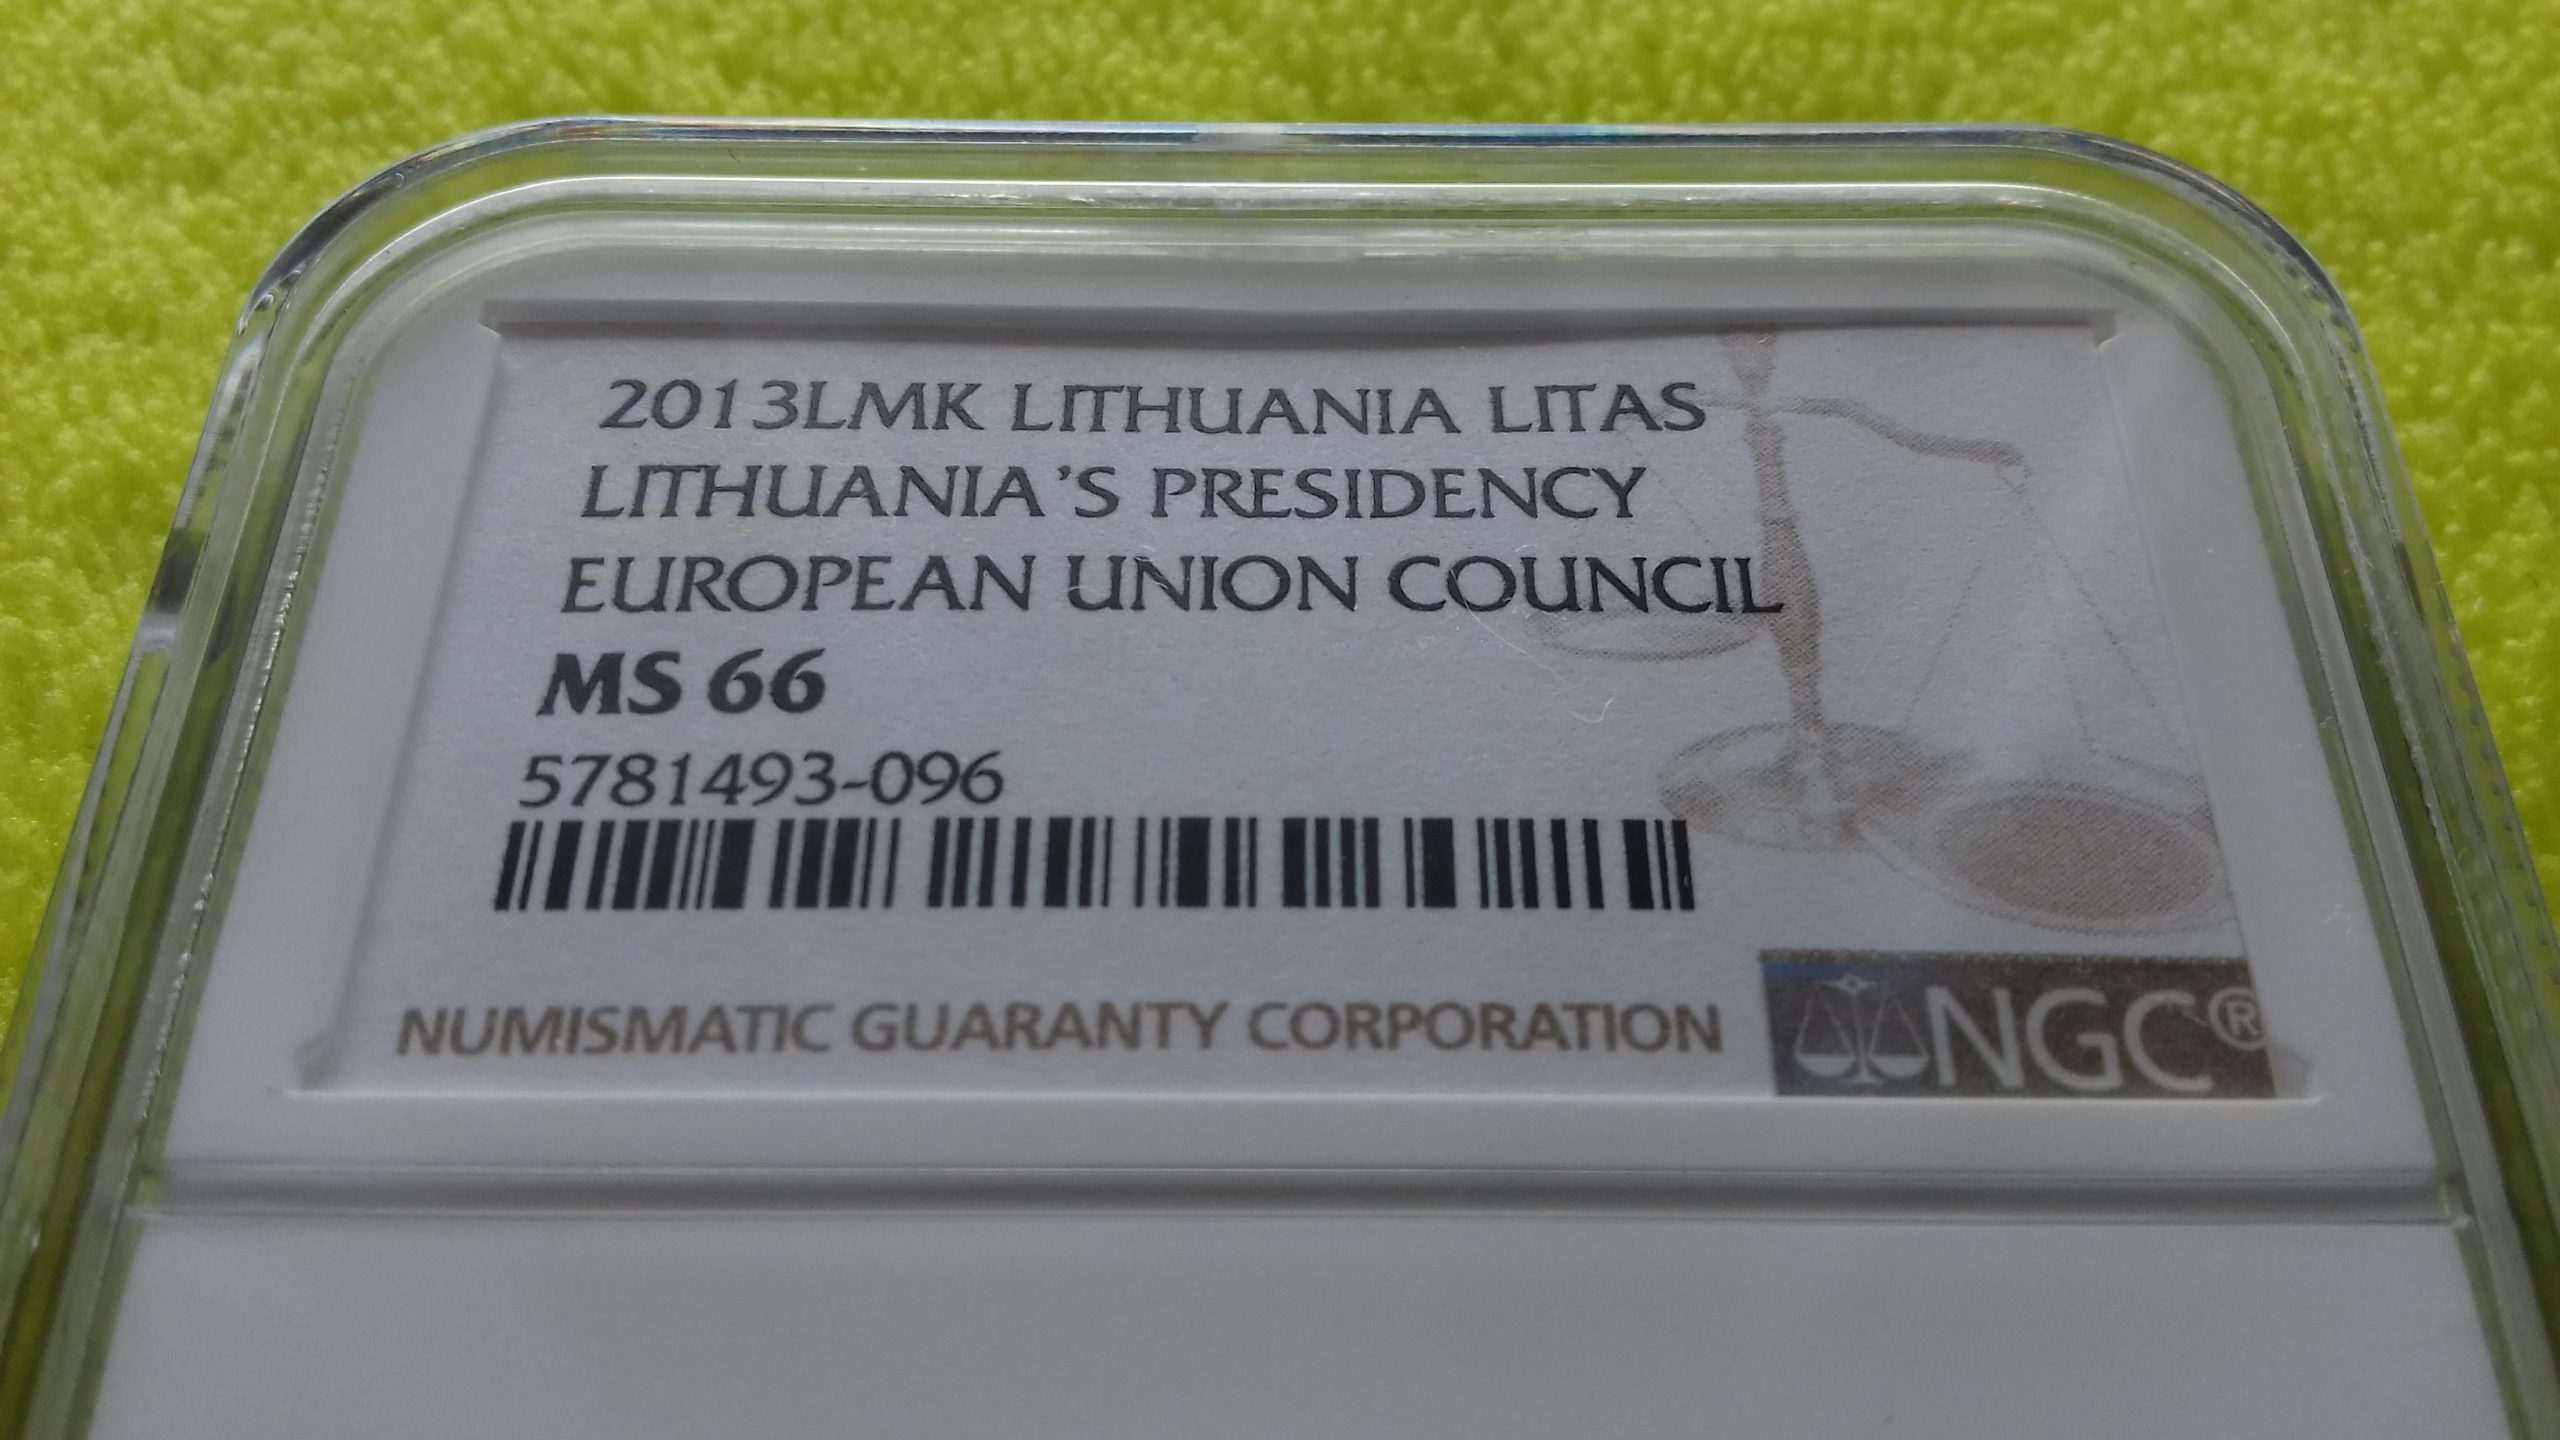 2013LMK LITHUANIA LITAS
LITHUANIA'S PRESIDENCY
EUROPEAN UNION COUNCIL
MS 66
5781493-096
NUMISMATIC GUARANTY CORPORATION
NGC®